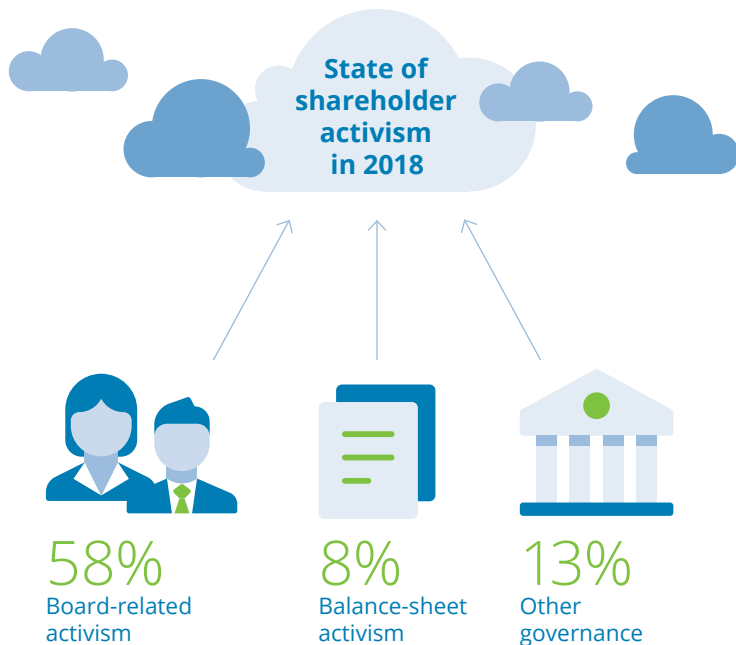 State of
shareholder
activism
in 2018
58%
Board-related
activism
8%
Balance-sheet
activism
13%
Other
governance